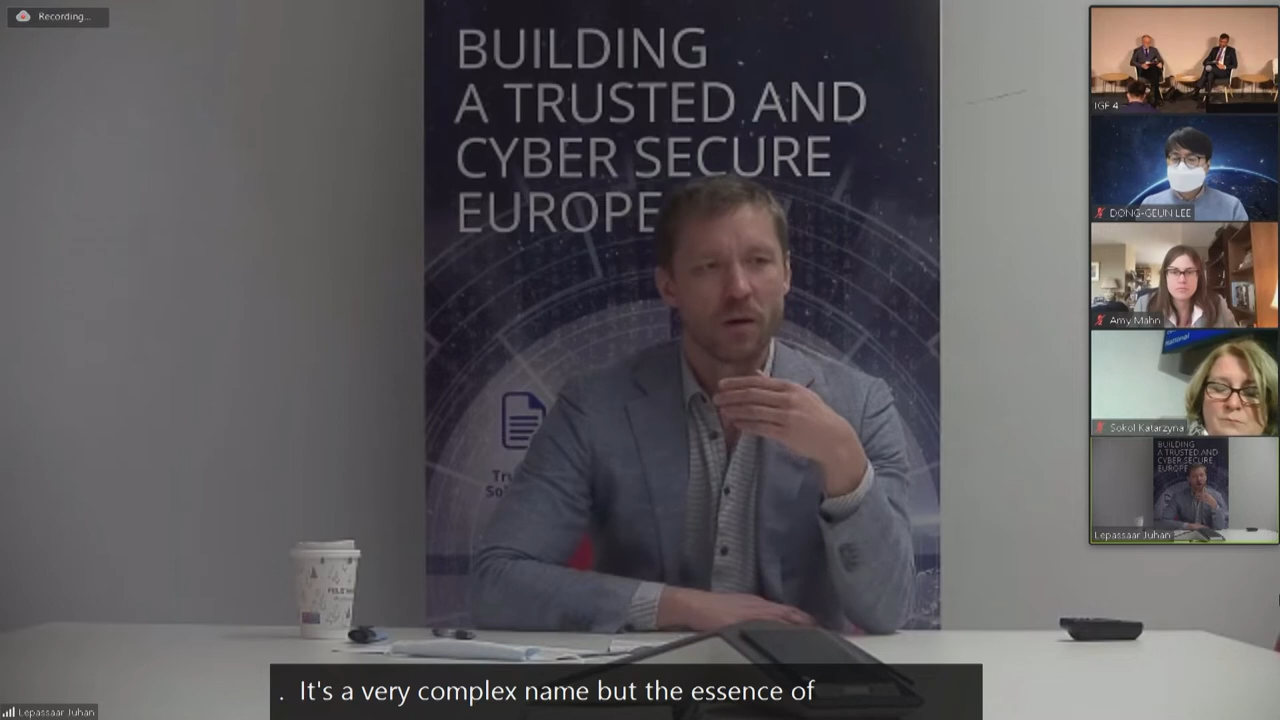 Recording...
BUILDING
A TRUSTED AND
CYBER SECURE
EUROPE
IGF 4
DONG-GEUN LEE
Amy Mahn
Sokol Katarzyna
BUILDING
A TRUSTED AND
CYBER SECURE
EUROPE
Lepassaar Juhan
. It's a very complex name but the essence of
Lepassaar Juhan